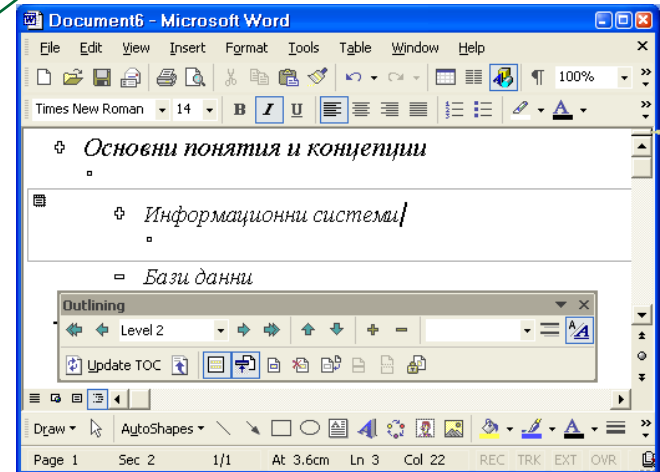 Document6 - Microsoft Word
File Edit View Insert Format Tools Table Window Help
100%
Times New Roman 14 B I U A
Основни понятия и концепции
Информационни системи
Бази данни
Outlining
Level 2
Update TOC
Draw AutoShapes A
Page 1 Sec 2 1/1 At 3.6cm Ln 3 Col 22 REC TRK EXT OVR